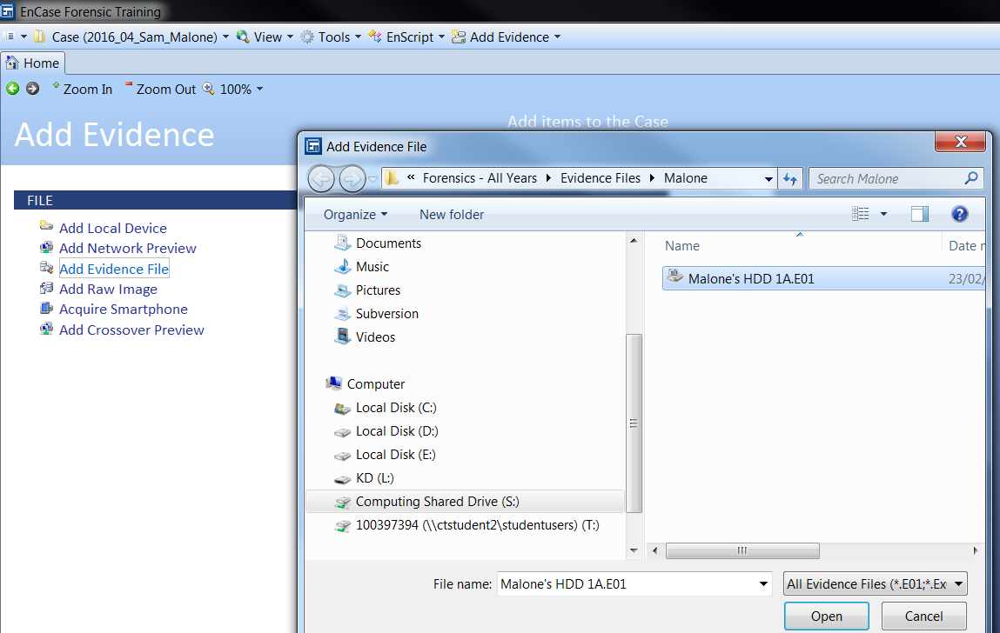 EnCase Forensic Training
Case (2016_04_Sam_Malone) View Tools EnScript Add Evidence
Home
Zoom In Zoom Out 100%
Add items to the Case
Add Evidence
Add Evidence File
« Forensics - All Years Evidence Files Malone Search Malone
FILE
Organize New folder
Add Local Device
Add Network Preview
Add Evidence File
Add Raw Image
Acquire Smartphone
Add Crossover Preview
Documents
Music
Pictures
Subversion
Videos
Computer
Local Disk (C:)
Local Disk (D:)
Local Disk (E:)
KD (L:)
Computing Shared Drive (S:)
100397394 (\\ctstudent2\studentusers) (T:)
Name Date
Malone's HDD 1A.E01 23/02/
File name: Malone's HDD 1A.E01 All Evidence Files (*.E01;*.Ex
Open Cancel